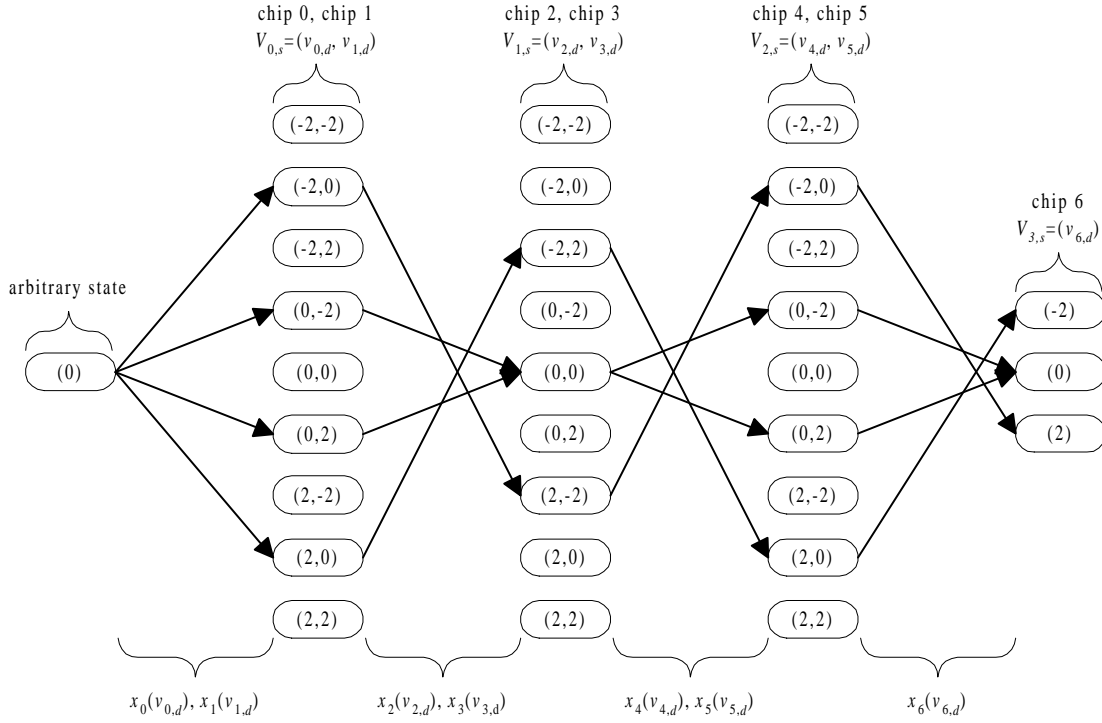 chip 0, chip 1
V0,s=(v0,d, v1,d)
chip 2, chip 3
V1,s=(v2,d, v3,d)
chip 4, chip 5
V2,s=(v4,d, v5,d)
chip 6
V3,s=(v6,d)
arbitrary state
(0)
(-2,-2)
(-2,0)
(-2,2)
(0,-2)
(0,0)
(0,2)
(2,-2)
(2,0)
(2,2)
(-2,-2)
(-2,0)
(-2,2)
(0,-2)
(0,0)
(0,2)
(2,-2)
(2,0)
(2,2)
(-2,-2)
(-2,0)
(-2,2)
(0,-2)
(0,0)
(0,2)
(2,-2)
(2,0)
(2,2)
(-2)
(0)
(2)
x0(v0,d), x1(v1,d)
x2(v2,d), x3(v3,d)
x4(v4,d), x5(v5,d)
x6(v6,d)